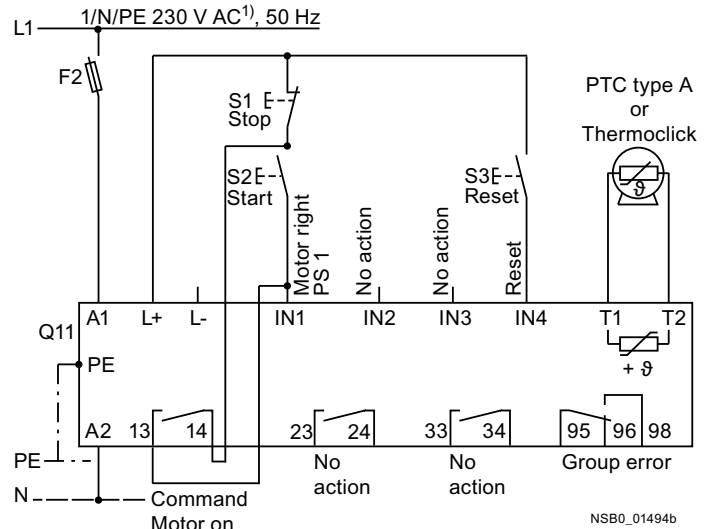 1/N/PE 230 V AC1), 50 Hz
L1
F2
S1
Stop
S2
Start
S3
Reset
PTC type A
or
Thermoclick
ϑ
Motor right
PS 1
No action
No action
Reset
Q11
A1 L+ L- IN1 IN2 IN3 IN4 T1 T2
PE
+ ϑ
A2 13 14 23 24 33 34 95 96 98
PE
N
Command
Motor on
No
action
No
action
Group error
NSB0_01494b